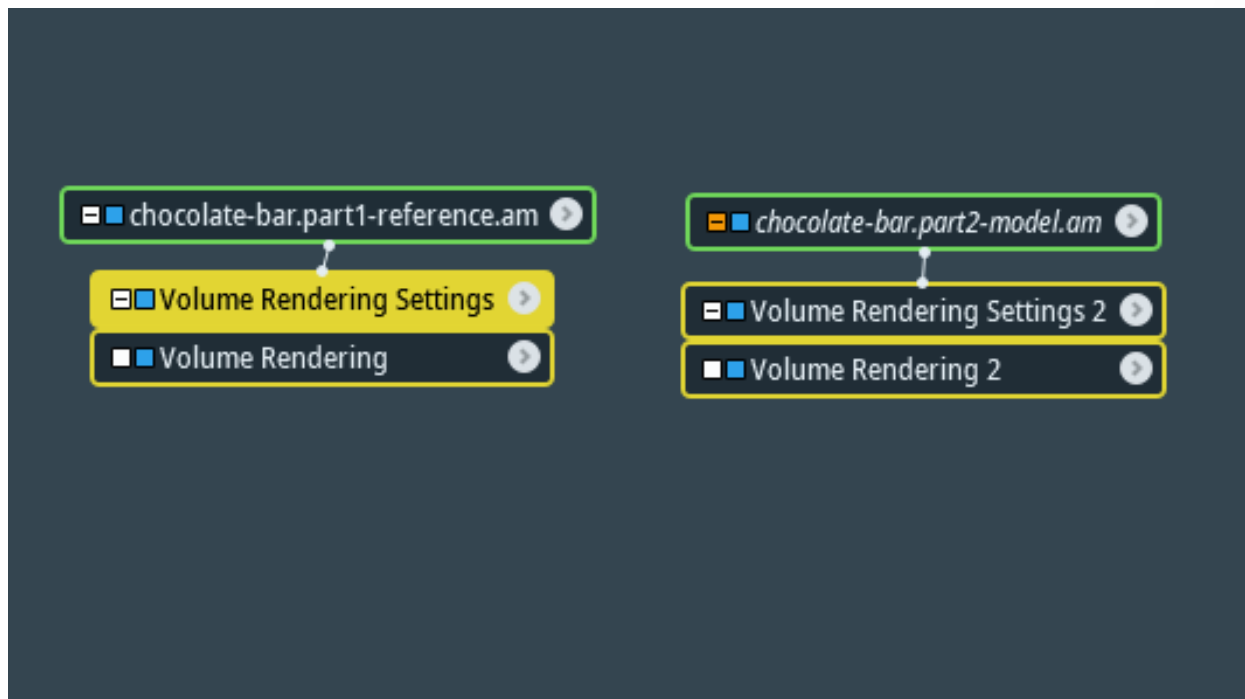 chocolate-bar.part1-reference.am
Volume Rendering Settings
Volume Rendering
chocolate-bar.part2-model.am
Volume Rendering Settings 2
Volume Rendering 2